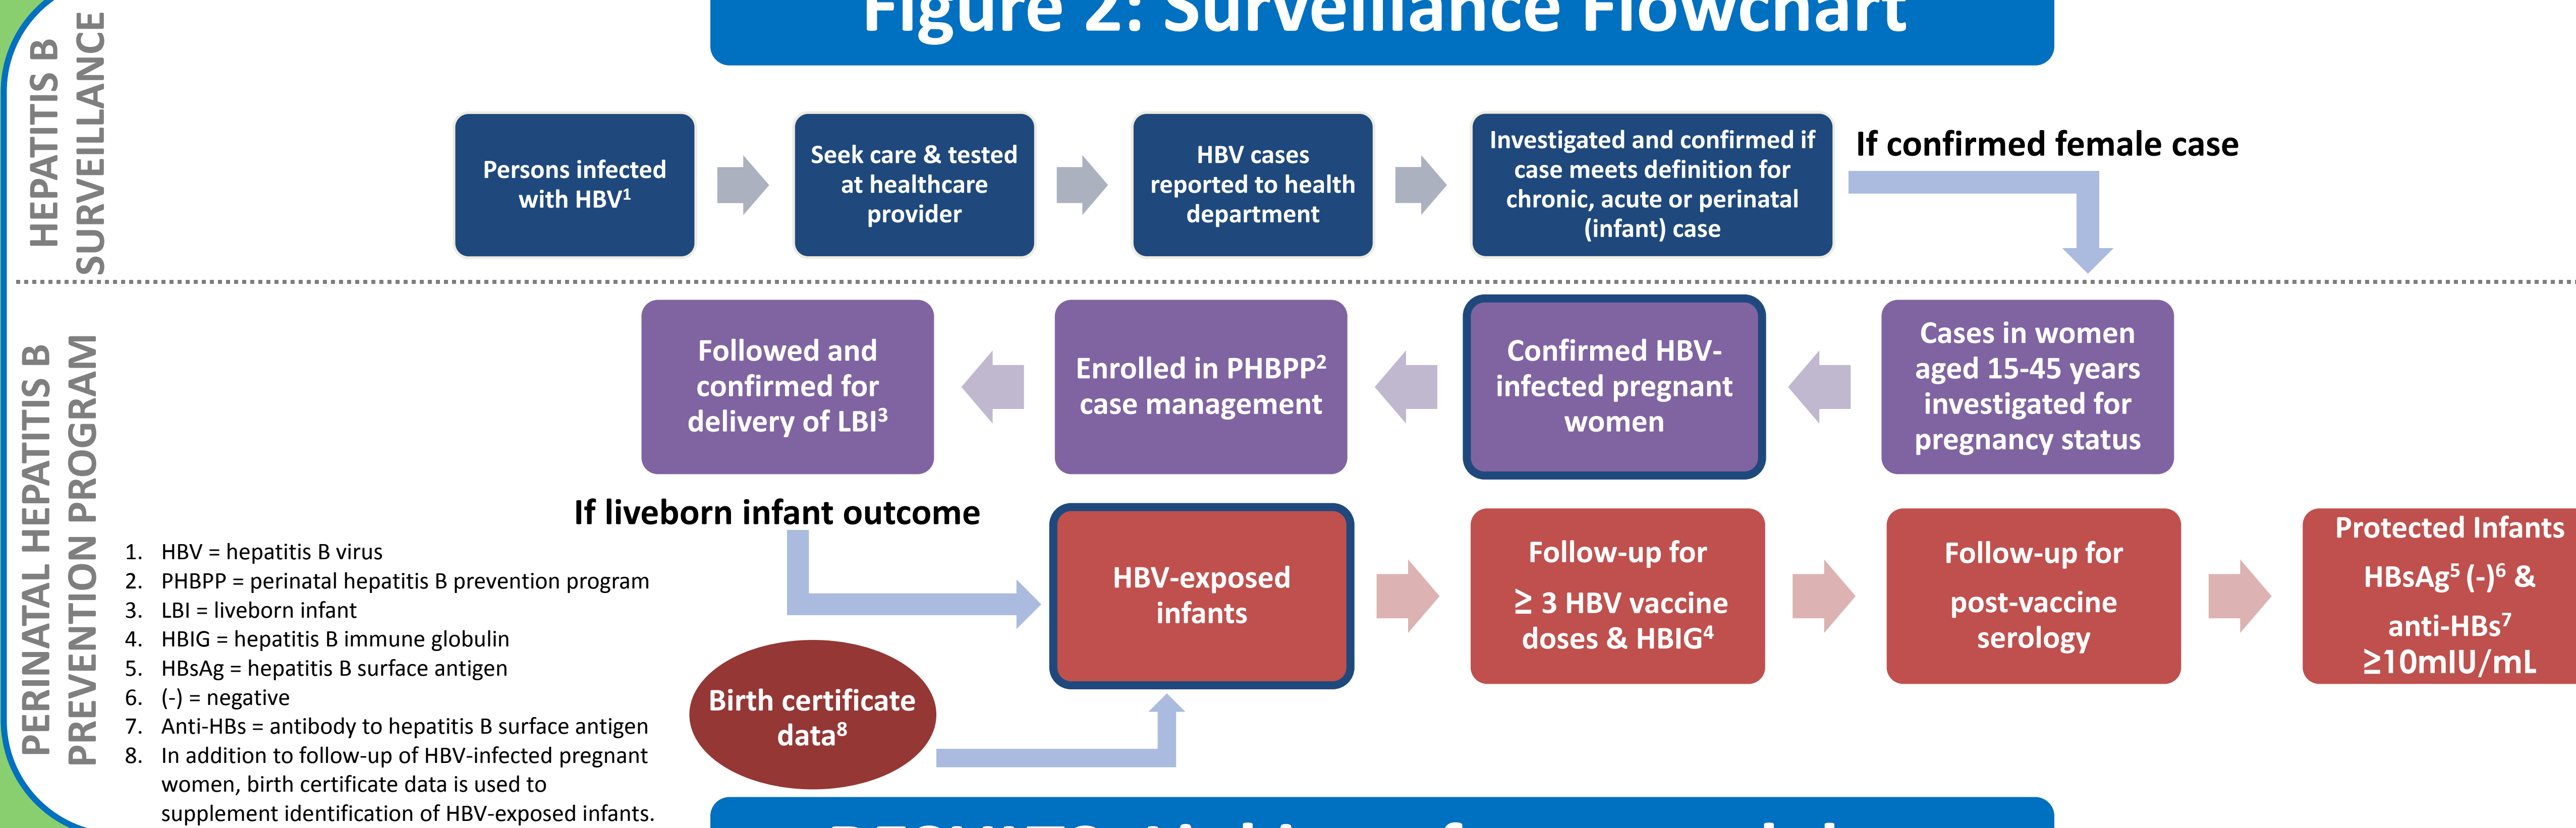 Figure 2: Surveillance Flowchart
HEPATITIS B
SURVEILLANCE
Persons infected
with HBV¹
Seek care & tested
at healthcare
provider
HBV cases
reported to health
department
Investigated and confirmed if
case meets definition for
chronic, acute or perinatal
(infant) case
If confirmed female case
PERINATAL HEPATITIS B
PREVENTION PROGRAM
Cases in women
aged 15-45 years
investigated for
pregnancy status
Confirmed HBV-
infected pregnant
women
Enrolled in PHBPP²
case management
Followed and
confirmed for
delivery of LBI³
If liveborn infant outcome
HBV-exposed
infants
Birth certificate
data⁸
Follow-up for
≥ 3 HBV vaccine
doses & HBIG⁴
Follow-up for
post-vaccine
serology
Protected Infants
HBsAg⁵ (-)⁶ &
anti-HBs⁷
≥10mIU/mL
1. HBV = hepatitis B virus
2. PHBPP = perinatal hepatitis B prevention program
3. LBI = liveborn infant
4. HBIG = hepatitis B immune globulin
5. HBsAg = hepatitis B surface antigen
6. (-) = negative
7. Anti-HBs = antibody to hepatitis B surface antigen
8. In addition to follow-up of HBV-infected pregnant
women, birth certificate data is used to
supplement identification of HBV-exposed infants.